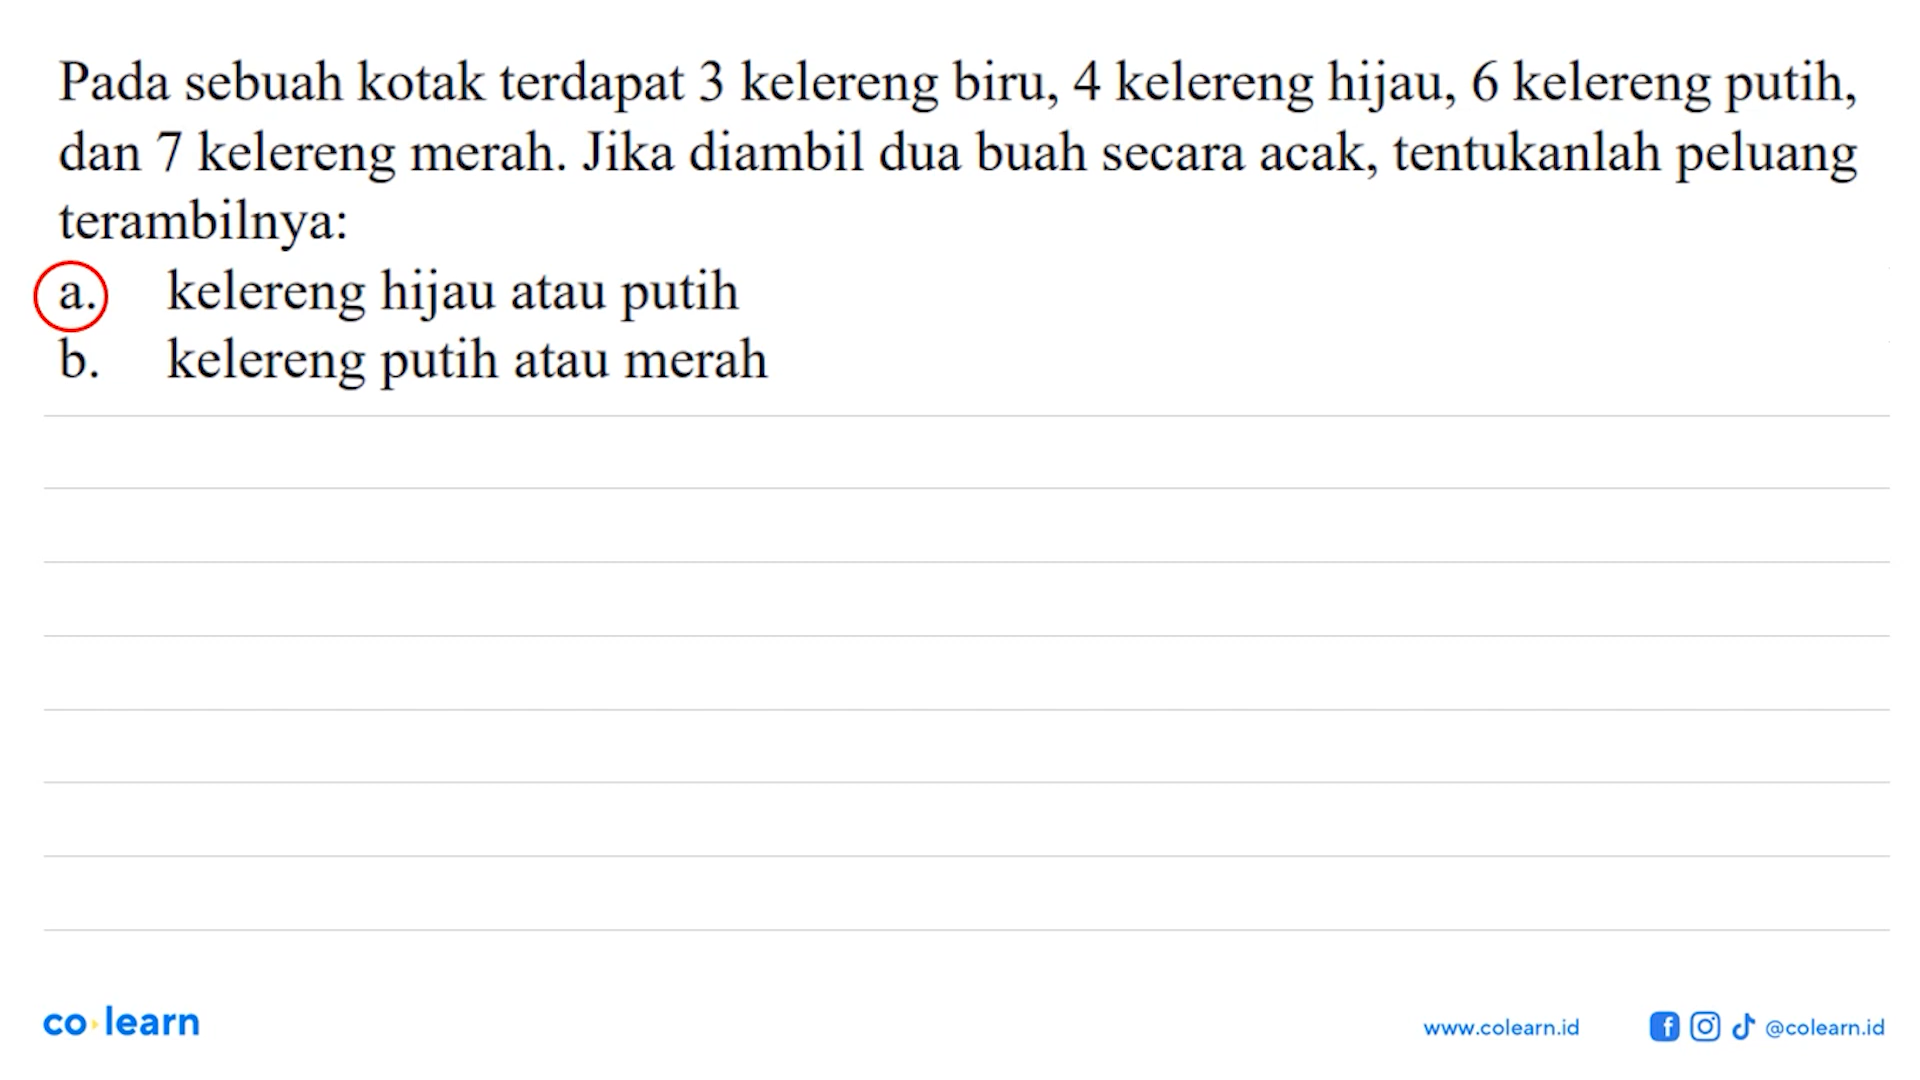 Pada sebuah kotak terdapat 3 kelereng biru, 4 kelereng hijau, 6 kelereng putih,
dan 7 kelereng merah. Jika diambil dua buah secara acak, tentukanlah peluang
terambilnya:
a. kelereng hijau atau putih
b. kelereng putih atau merah
co learn
www.colearn.id @colearn.id